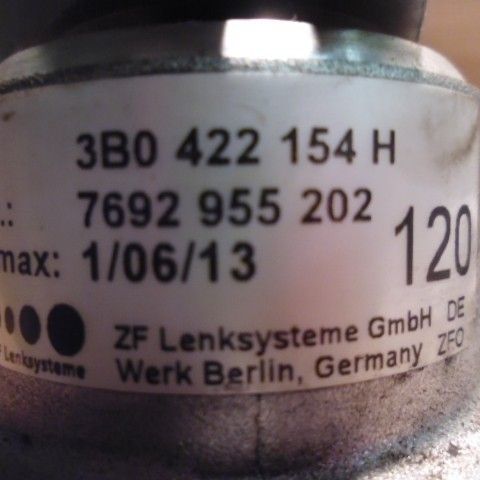 3B0 422 154 H
.: 7692 955 202
max: 1/06/13
120
ZF Lenksysteme GmbH DE
Werk Berlin, Germany ZFO
Lenksysteme